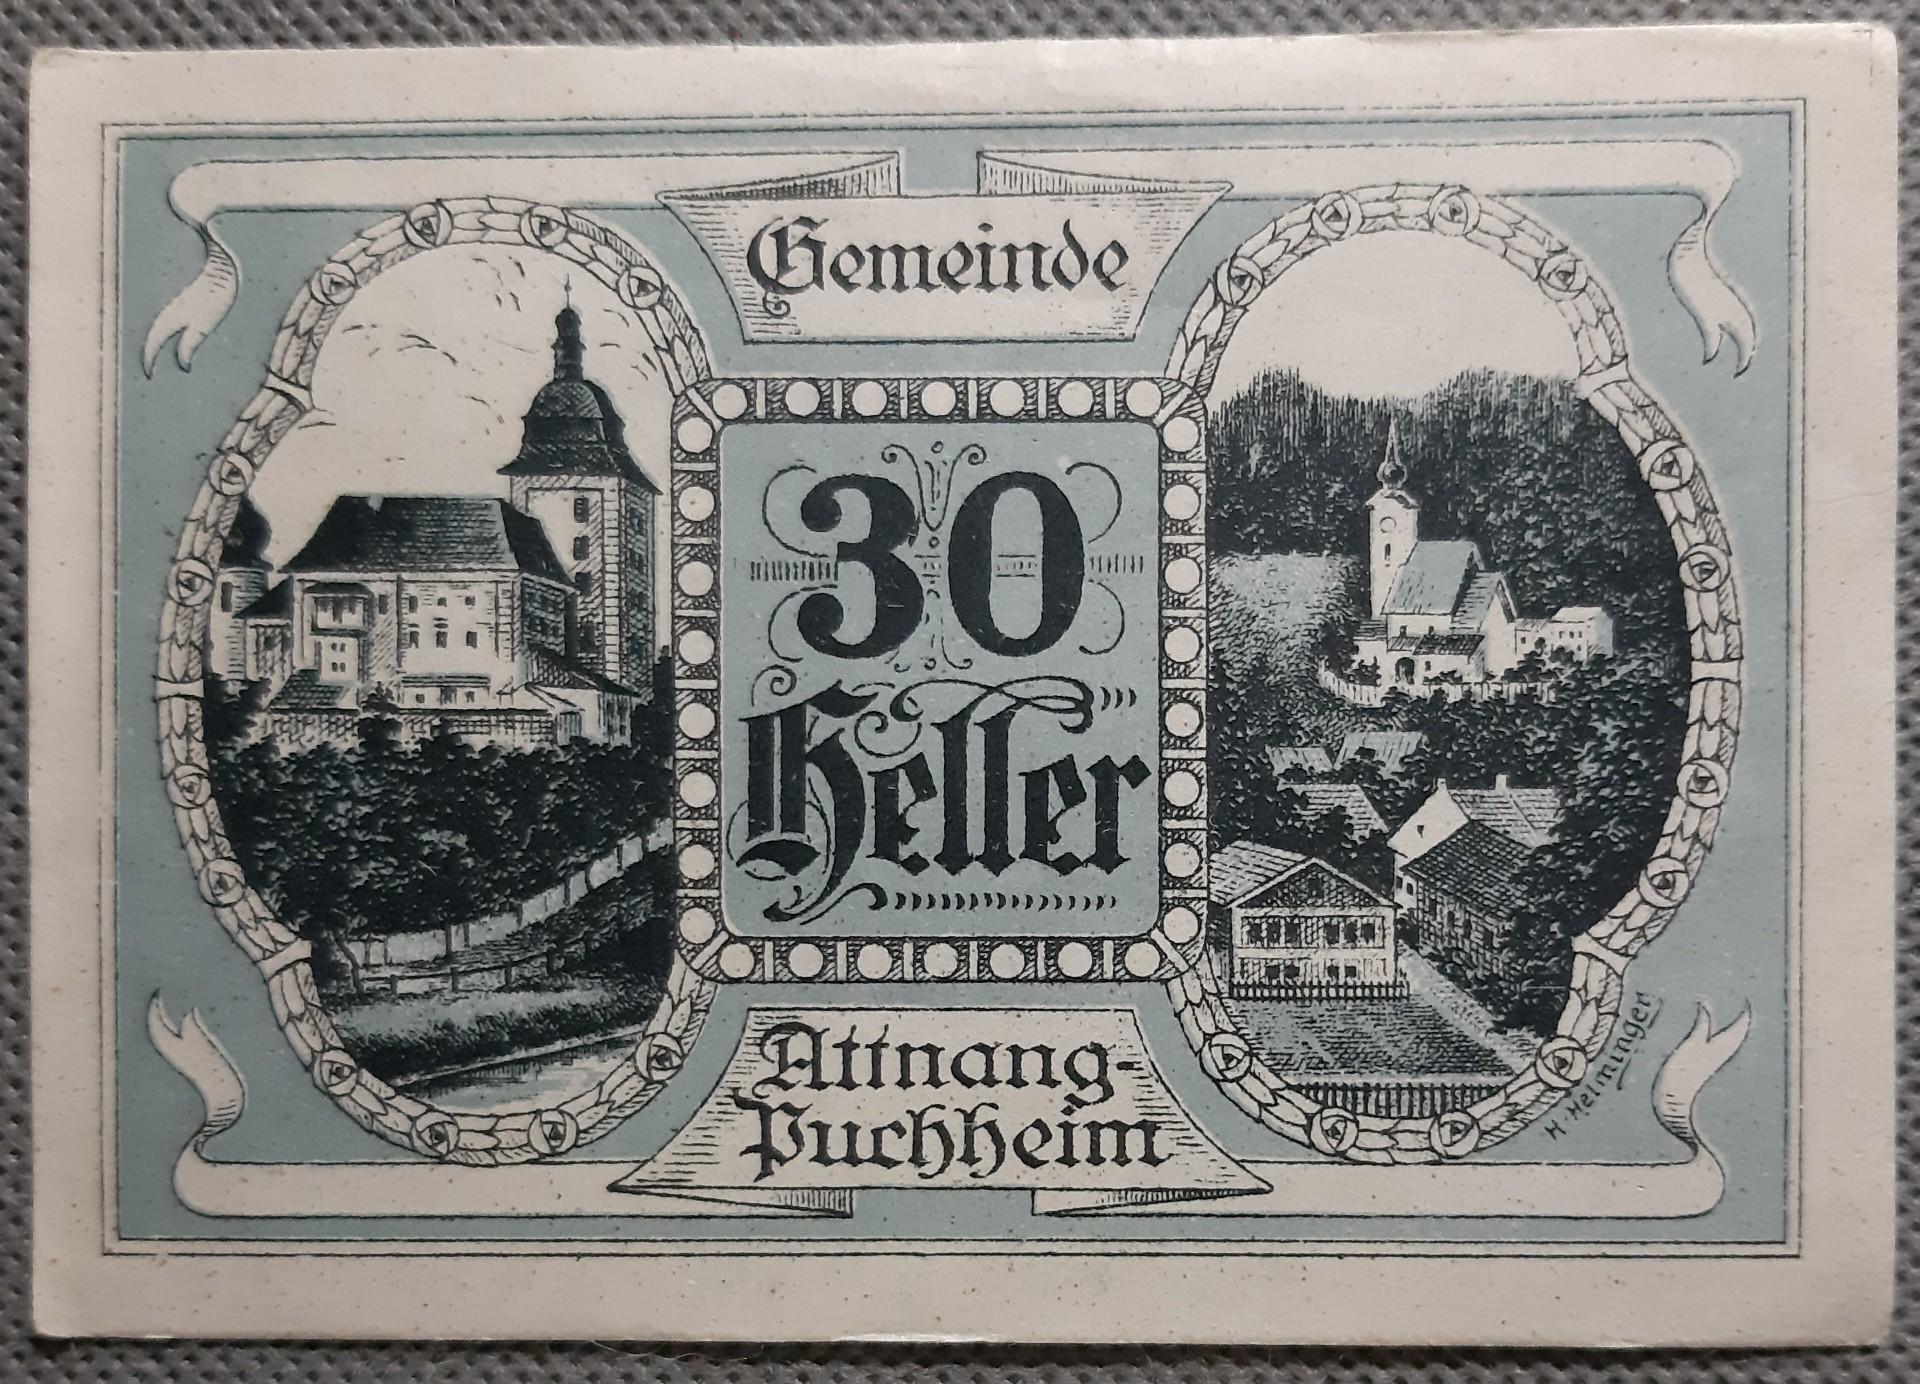 Gemeinde
30
Heller
Attnang-
Puchheim
H. Helminger